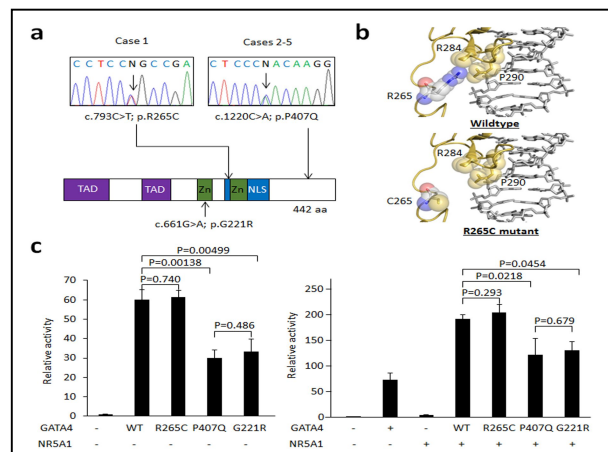 a
Case 1
Cases 2-5
C C T C C N G C C G A
C T C C C N A C A A G G
c.793C>T; p.R265C
c.1220C>A; p.P407Q
TAD
TAD
Zn
Zn
NLS
442 aa
c.661G>A; p.G221R
b
R284
P290
R265
Wildtype
R284
P290
C265
R265C mutant
c
P=0.00499
P=0.00138
P=0.740
P=0.486
Relative activity
70
60
50
40
30
20
10
0
GATA4 - WT R265C P407Q G221R
NR5A1 - - - - -
P=0.0454
P=0.0218
P=0.293
P=0.679
Relative activity
250
200
150
100
50
0
GATA4 - + - WT R265C P407Q G221R
NR5A1 - - + + + + +